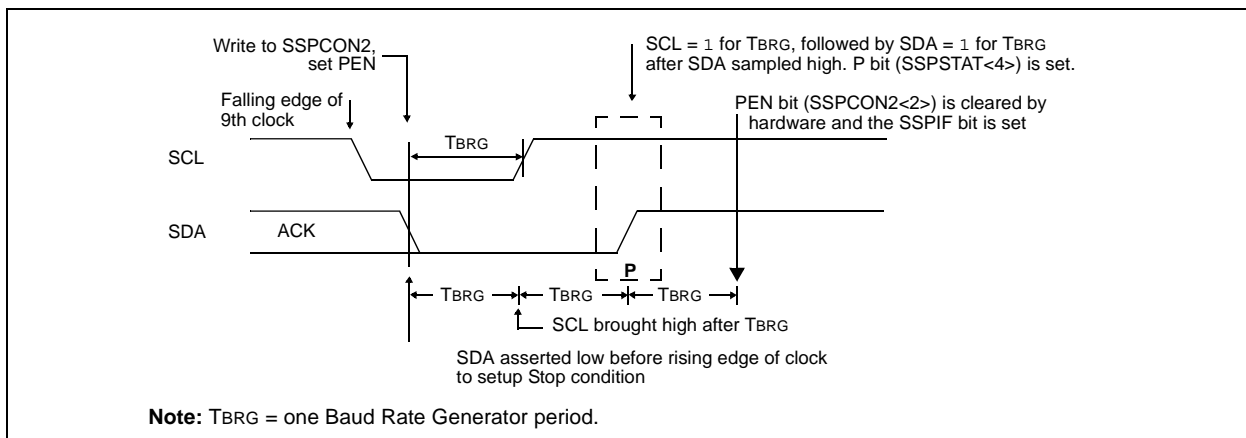 Write to SSPCON2,
set PEN
SCL = 1 for TBRG, followed by SDA = 1 for TBRG
after SDA sampled high. P bit (SSPSTAT<4>) is set.
Falling edge of
9th clock
PEN bit (SSPCON2<2>) is cleared by
hardware and the SSPIF bit is set
TBRG
SCL
SDA
ACK
P
TBRG
TBRG
TBRG
SCL brought high after TBRG
SDA asserted low before rising edge of clock
to setup Stop condition
Note: TBRG = one Baud Rate Generator period.